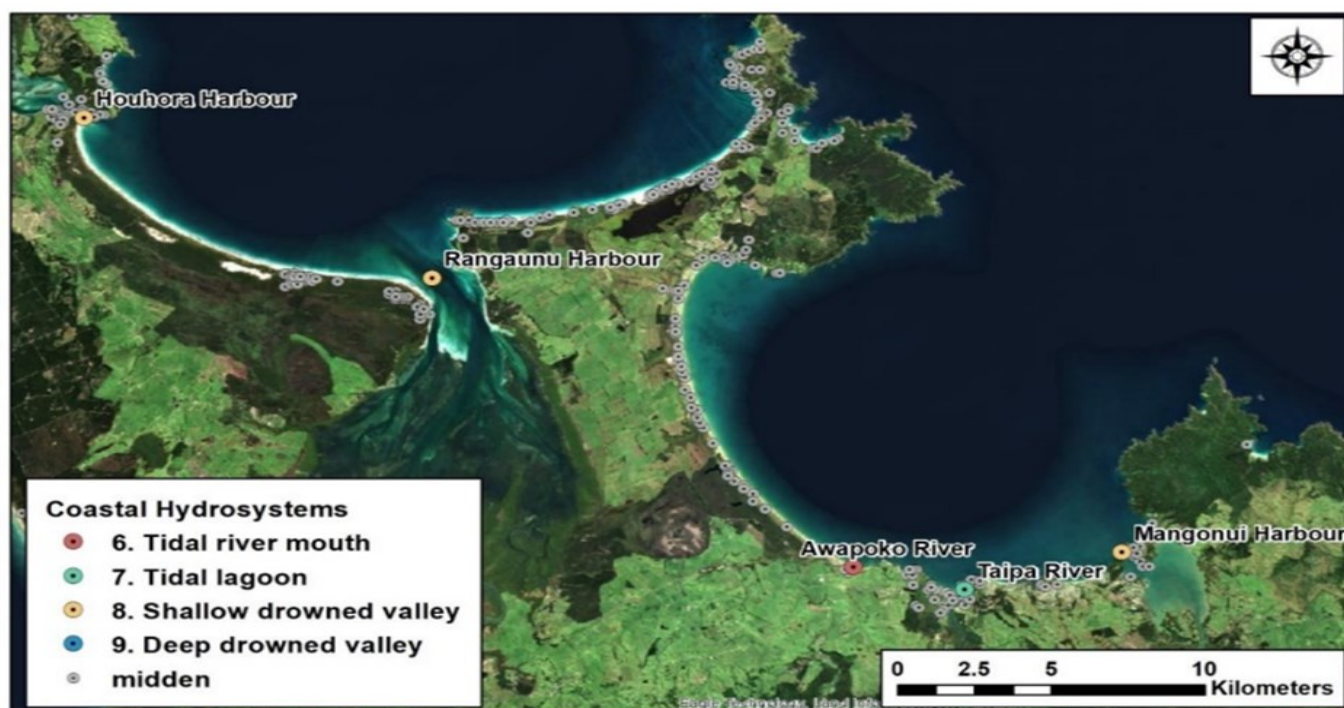 Houhora Harbour
Rangaunu Harbour
Mangonui Harbour
Awapoko River
Taipa River
Coastal Hydrosystems
6. Tidal river mouth
7. Tidal lagoon
8. Shallow drowned valley
9. Deep drowned valley
midden
0 2.5 5 10
Kilometers